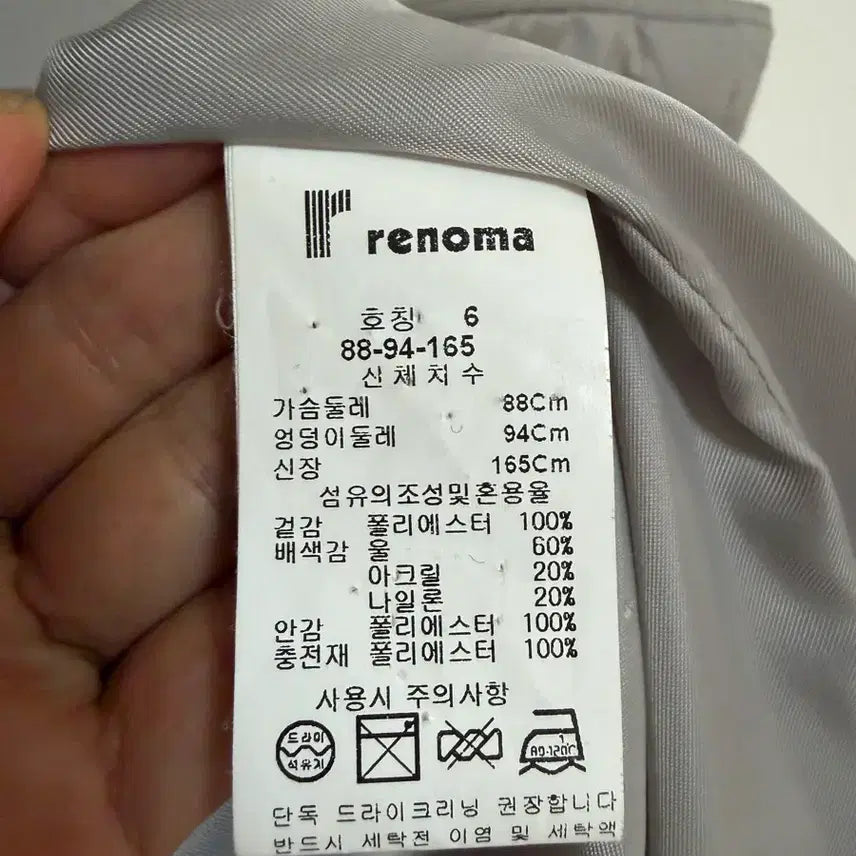 renoma
호칭 6
88-94-165
신체치수
가슴둘레 88Cm
엉덩이둘레 94Cm
신장 165Cm
섬유의조성및혼용율
겉감 폴리에스터 100%
배색감 울 60%
아크릴 20%
나일론 20%
안감 폴리에스터 100%
충전재 폴리에스터 100%
사용시 주의사항
드라이
석유지
1
80-120℃
단독 드라이크리닝 권장합니다
반드시 세탁전 이염 및 세탁액